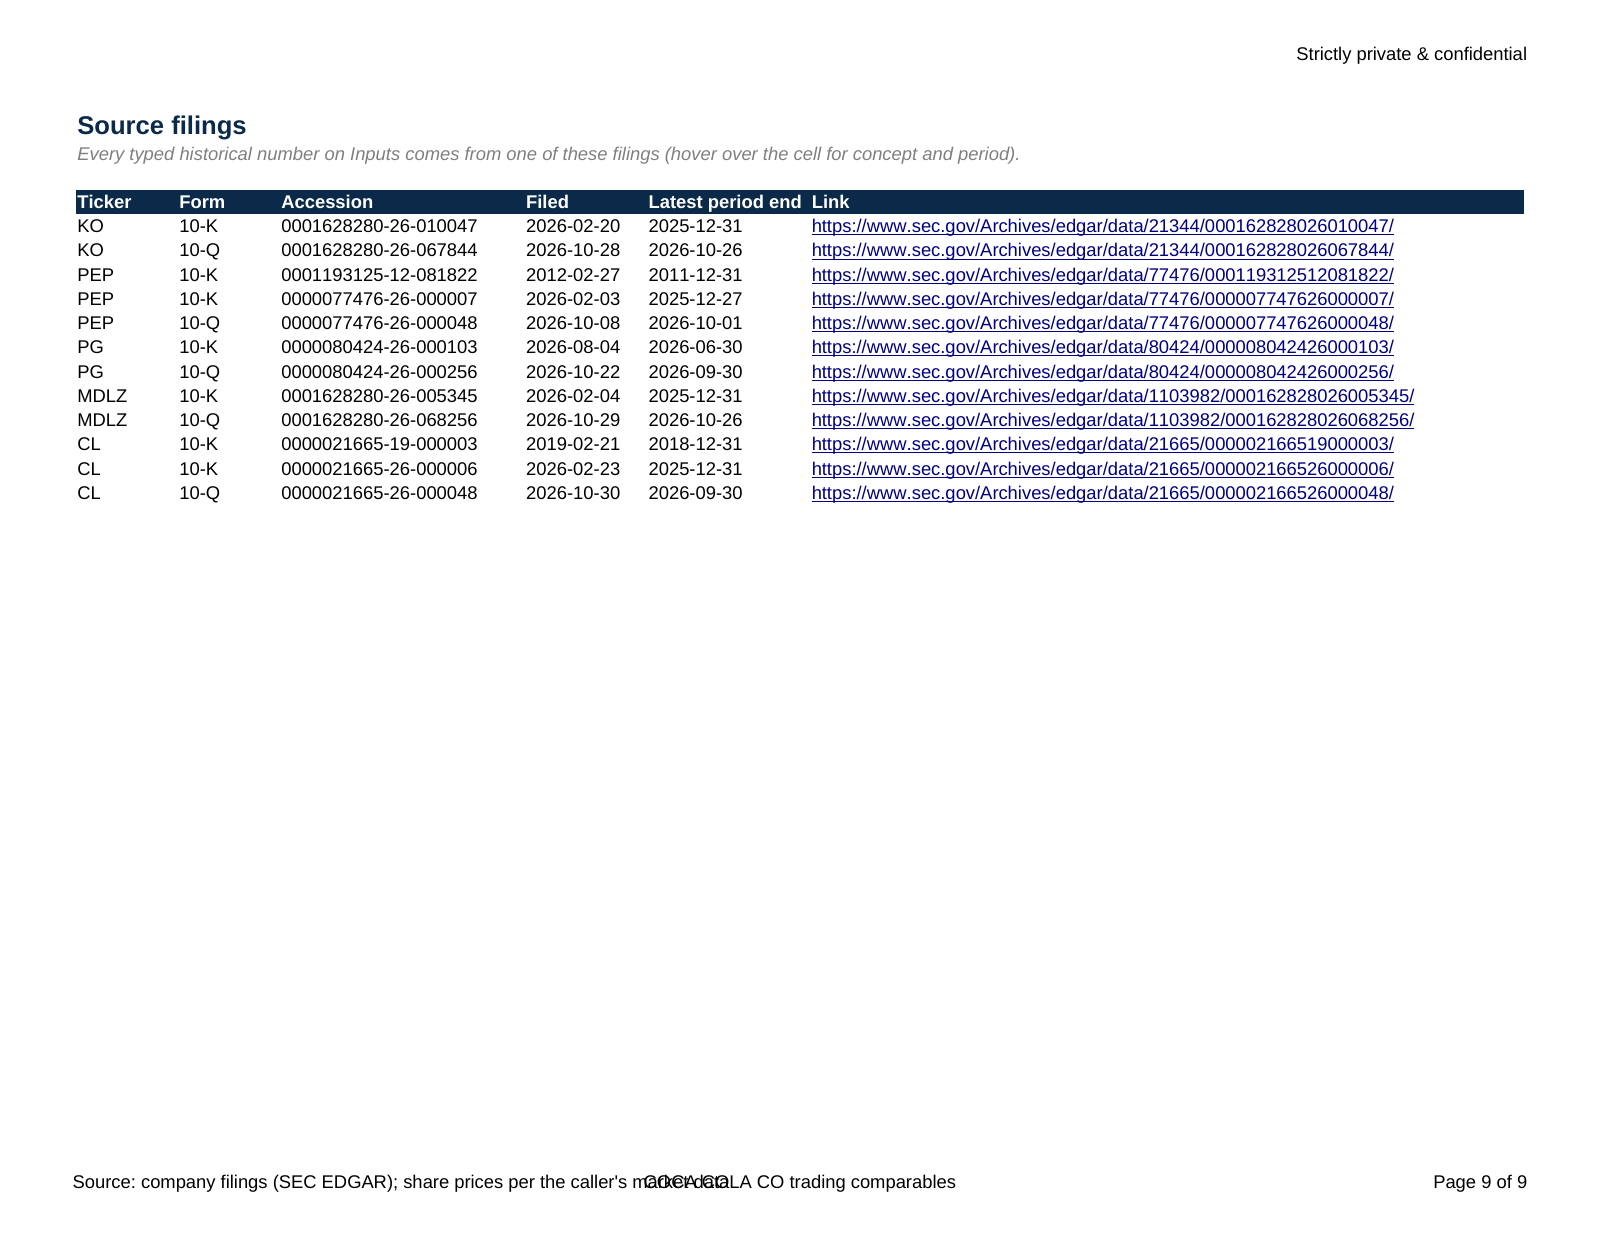 Strictly private & confidential
Source filings
Every typed historical number on Inputs comes from one of these filings (hover over the cell for concept and period).
Ticker Form Accession Filed Latest period end Link
KO 10-K 0001628280-26-010047 2026-02-20 2025-12-31 https://www.sec.gov/Archives/edgar/data/21344/000162828026010047/
KO 10-Q 0001628280-26-067844 2026-10-28 2026-10-26 https://www.sec.gov/Archives/edgar/data/21344/000162828026067844/
PEP 10-K 0001193125-12-081822 2012-02-27 2011-12-31 https://www.sec.gov/Archives/edgar/data/77476/000119312512081822/
PEP 10-K 0000077476-26-000007 2026-02-03 2025-12-27 https://www.sec.gov/Archives/edgar/data/77476/000007747626000007/
PEP 10-Q 0000077476-26-000048 2026-10-08 2026-10-01 https://www.sec.gov/Archives/edgar/data/77476/000007747626000048/
PG 10-K 0000080424-26-000103 2026-08-04 2026-06-30 https://www.sec.gov/Archives/edgar/data/80424/000008042426000103/
PG 10-Q 0000080424-26-000256 2026-10-22 2026-09-30 https://www.sec.gov/Archives/edgar/data/80424/000008042426000256/
MDLZ 10-K 0001628280-26-005345 2026-02-04 2025-12-31 https://www.sec.gov/Archives/edgar/data/1103982/000162828026005345/
MDLZ 10-Q 0001628280-26-068256 2026-10-29 2026-10-26 https://www.sec.gov/Archives/edgar/data/1103982/000162828026068256/
CL 10-K 0000021665-19-000003 2019-02-21 2018-12-31 https://www.sec.gov/Archives/edgar/data/21665/000002166519000003/
CL 10-K 0000021665-26-000006 2026-02-23 2025-12-31 https://www.sec.gov/Archives/edgar/data/21665/000002166526000006/
CL 10-Q 0000021665-26-000048 2026-10-30 2026-09-30 https://www.sec.gov/Archives/edgar/data/21665/000002166526000048/
Source: company filings (SEC EDGAR); share prices per the caller's market data COCA COLA CO trading comparables Page 9 of 9